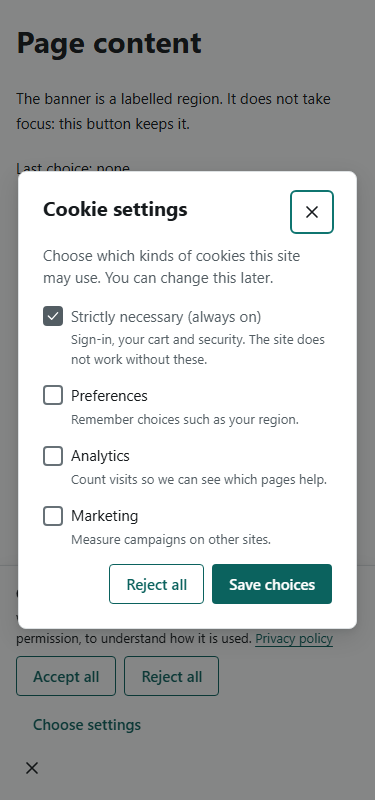 Page content
The banner is a labelled region. It does not take
focus: this button keeps it.
Last choice: none
Cookie settings
Choose which kinds of cookies this site
may use. You can change this later.
Strictly necessary (always on)
Sign-in, your cart and security. The site does
not work without these.
Preferences
Remember choices such as your region.
Analytics
Count visits so we can see which pages help.
Marketing
Measure campaigns on other sites.
Reject all
Save choices
permission, to understand how it is used. Privacy policy
Accept all
Reject all
Choose settings